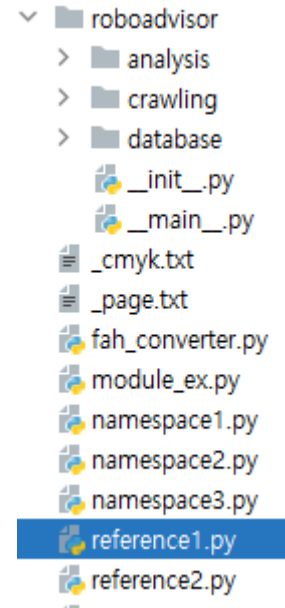 roboadvisor
analysis
crawling
database
__init__.py
__main__.py
_cmyk.txt
_page.txt
fah_converter.py
module_ex.py
namespace1.py
namespace2.py
namespace3.py
reference1.py
reference2.py